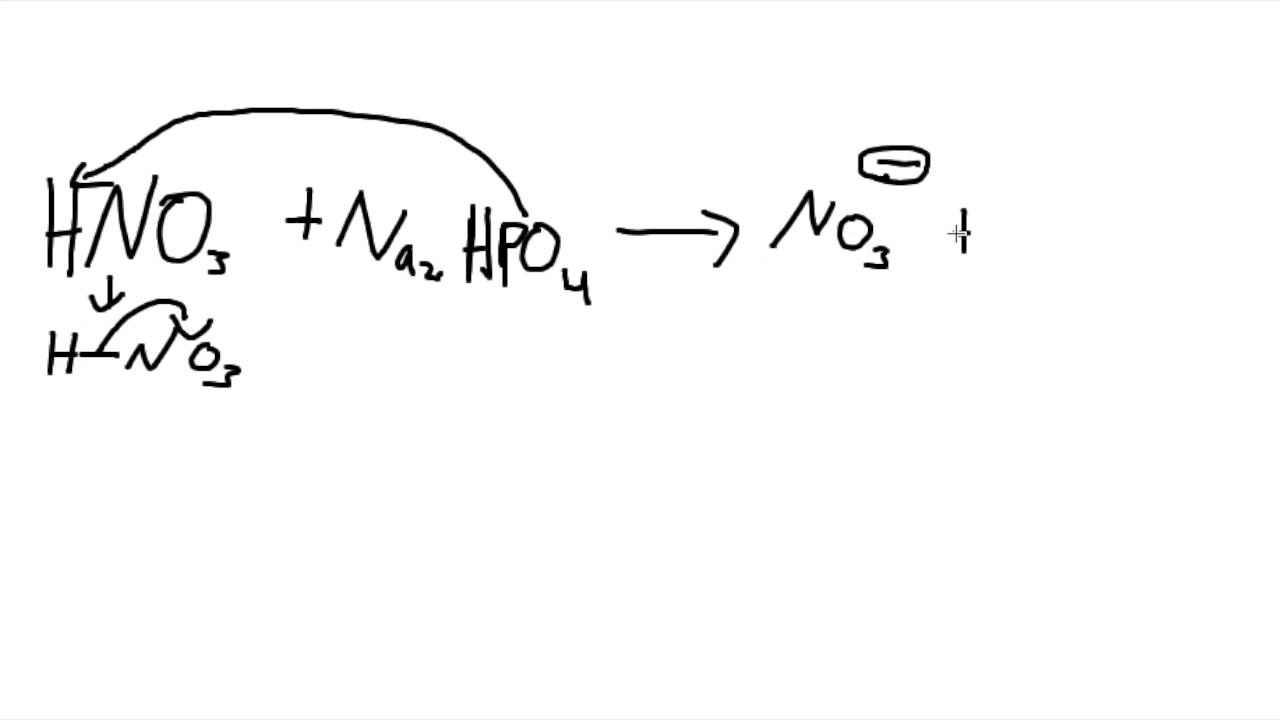 HNO₃ + Na₂HPO₄ → NO₃⁻ +
↓
H–NO₃